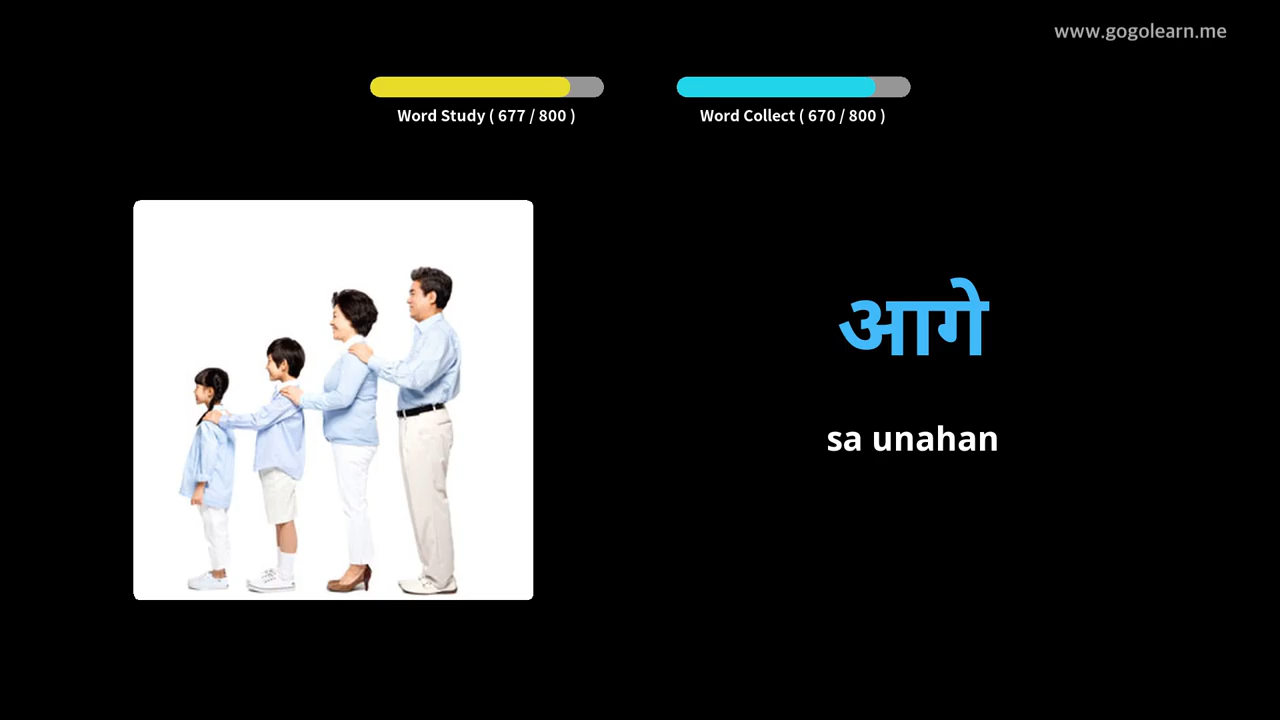 www.gogolearn.me
Word Study ( 677 / 800 )
Word Collect ( 670 / 800 )
आगे
sa unahan